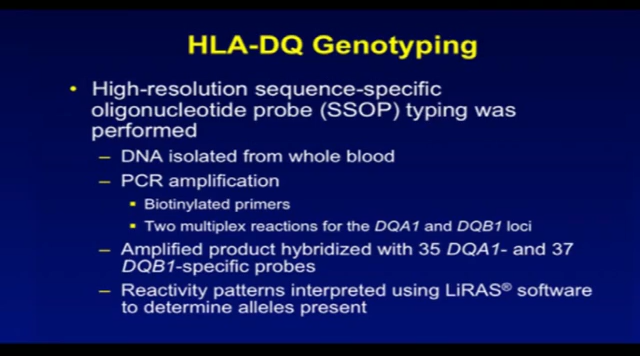 HLA-DQ Genotyping
• High-resolution sequence-specific
oligonucleotide probe (SSOP) typing was
performed
– DNA isolated from whole blood
– PCR amplification
• Biotinylated primers
• Two multiplex reactions for the DQA1 and DQB1 loci
– Amplified product hybridized with 35 DQA1- and 37
DQB1-specific probes
– Reactivity patterns interpreted using LiRAS® software
to determine alleles present